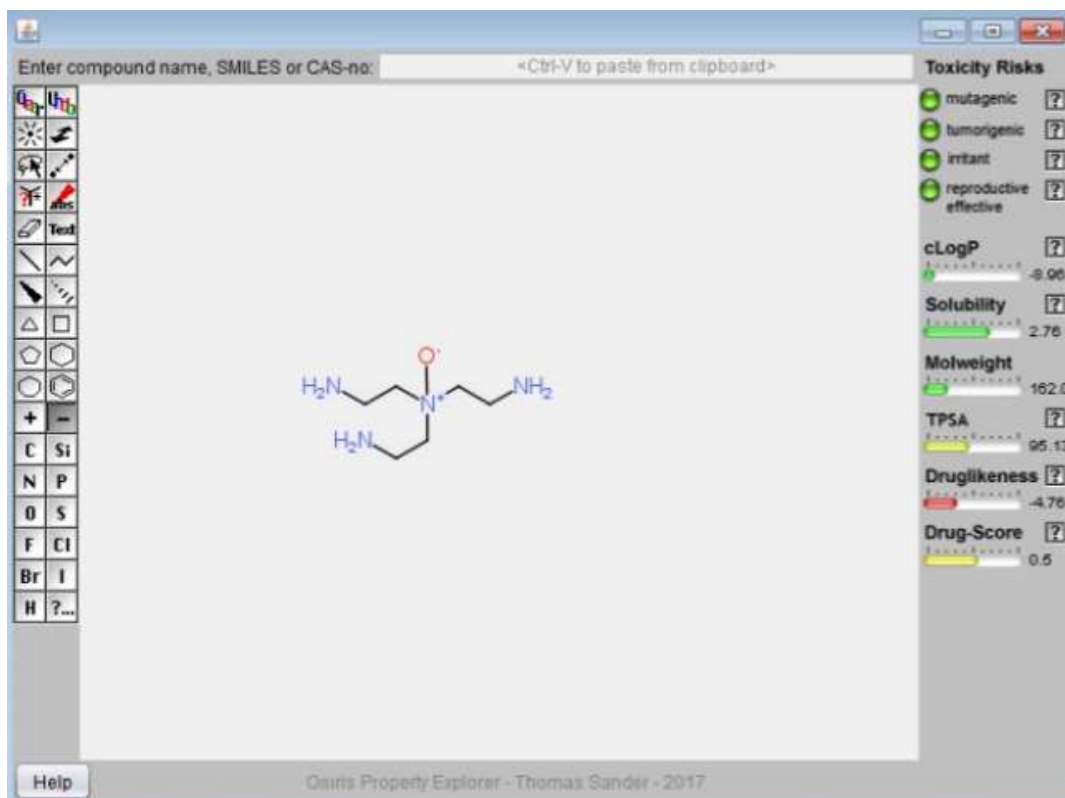 Enter compound name, SMILES or CAS-no: <Ctrl-V to paste from clipboard>
Toxicity Risks
mutagenic ?
tumorigenic ?
irritant ?
reproductive effective ?
cLogP ?
-8.96
Solubility ?
2.76
Molweight
162.0
TPSA ?
95.17
Druglikeness ?
-4.76
Drug-Score ?
0.5
abs
Text
+ -
C Si
N P
O S
F Cl
Br I
H ?...
O-
H2N N+ NH2
H2N
Help
Osiris Property Explorer - Thomas Sander - 2017